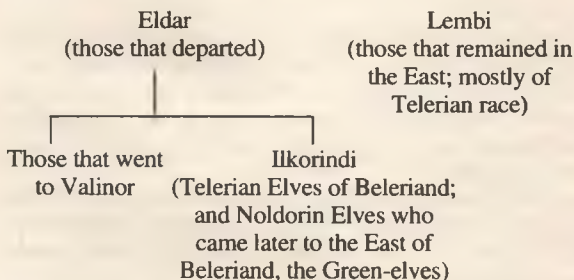 Eldar
(those that departed)
Lembi
(those that remained in
the East; mostly of
Telerian race)
Those that went
to Valinor
Ilkorindi
(Telerian Elves of Beleriand;
and Noldorin Elves who
came later to the East of
Beleriand, the Green-elves)